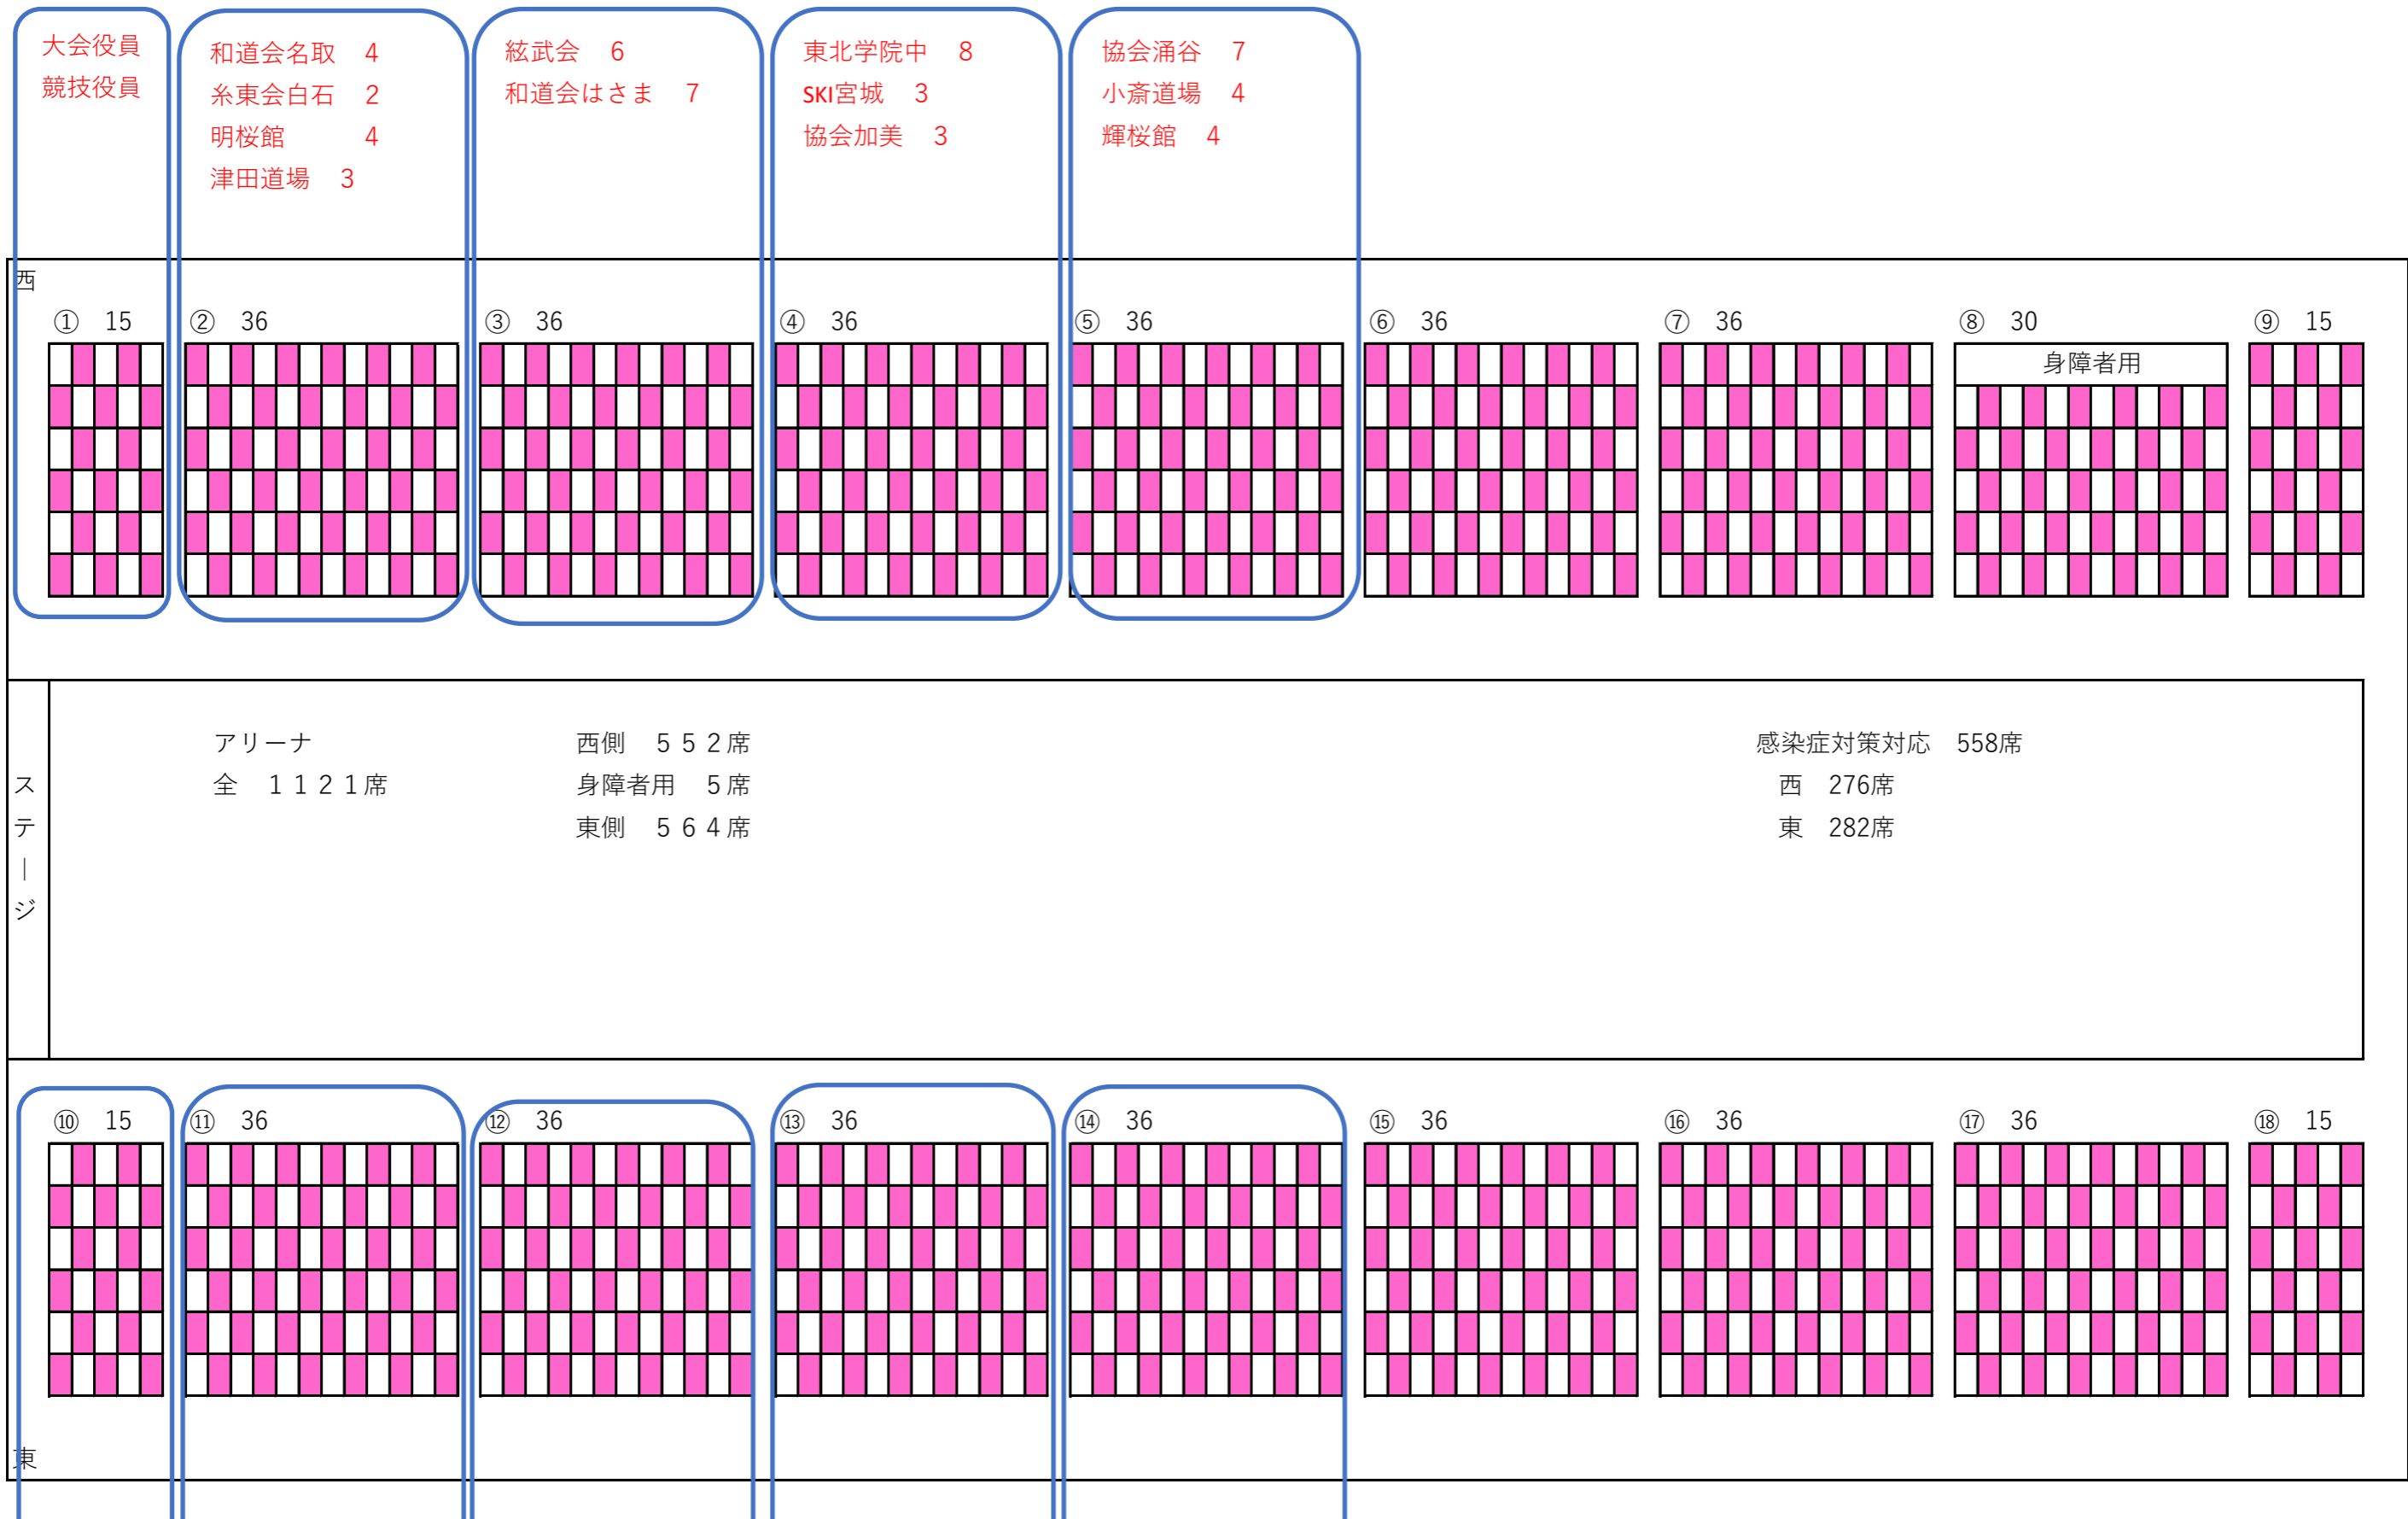 大会役員
競技役員
和道会名取　4
糸東会白石　2
明桜館　　　4
津田道場　3
絃武会　6
和道会はさま　7
東北学院中　8
SKI宮城　3
協会加美　3
協会涌谷　7
小斎道場　4
輝桜館　4
西
①　15
②　36
③　36
④　36
⑤　36
⑥　36
⑦　36
⑧　30
⑨　15
身障者用
ステージ
アリーナ
全　１１２１席
西側　５５２席
身障者用　5席
東側　５６４席
感染症対策対応　558席
西　276席
東　282席
⑩　15
⑪　36
⑫　36
⑬　36
⑭　36
⑮　36
⑯　36
⑰　36
⑱　15
東